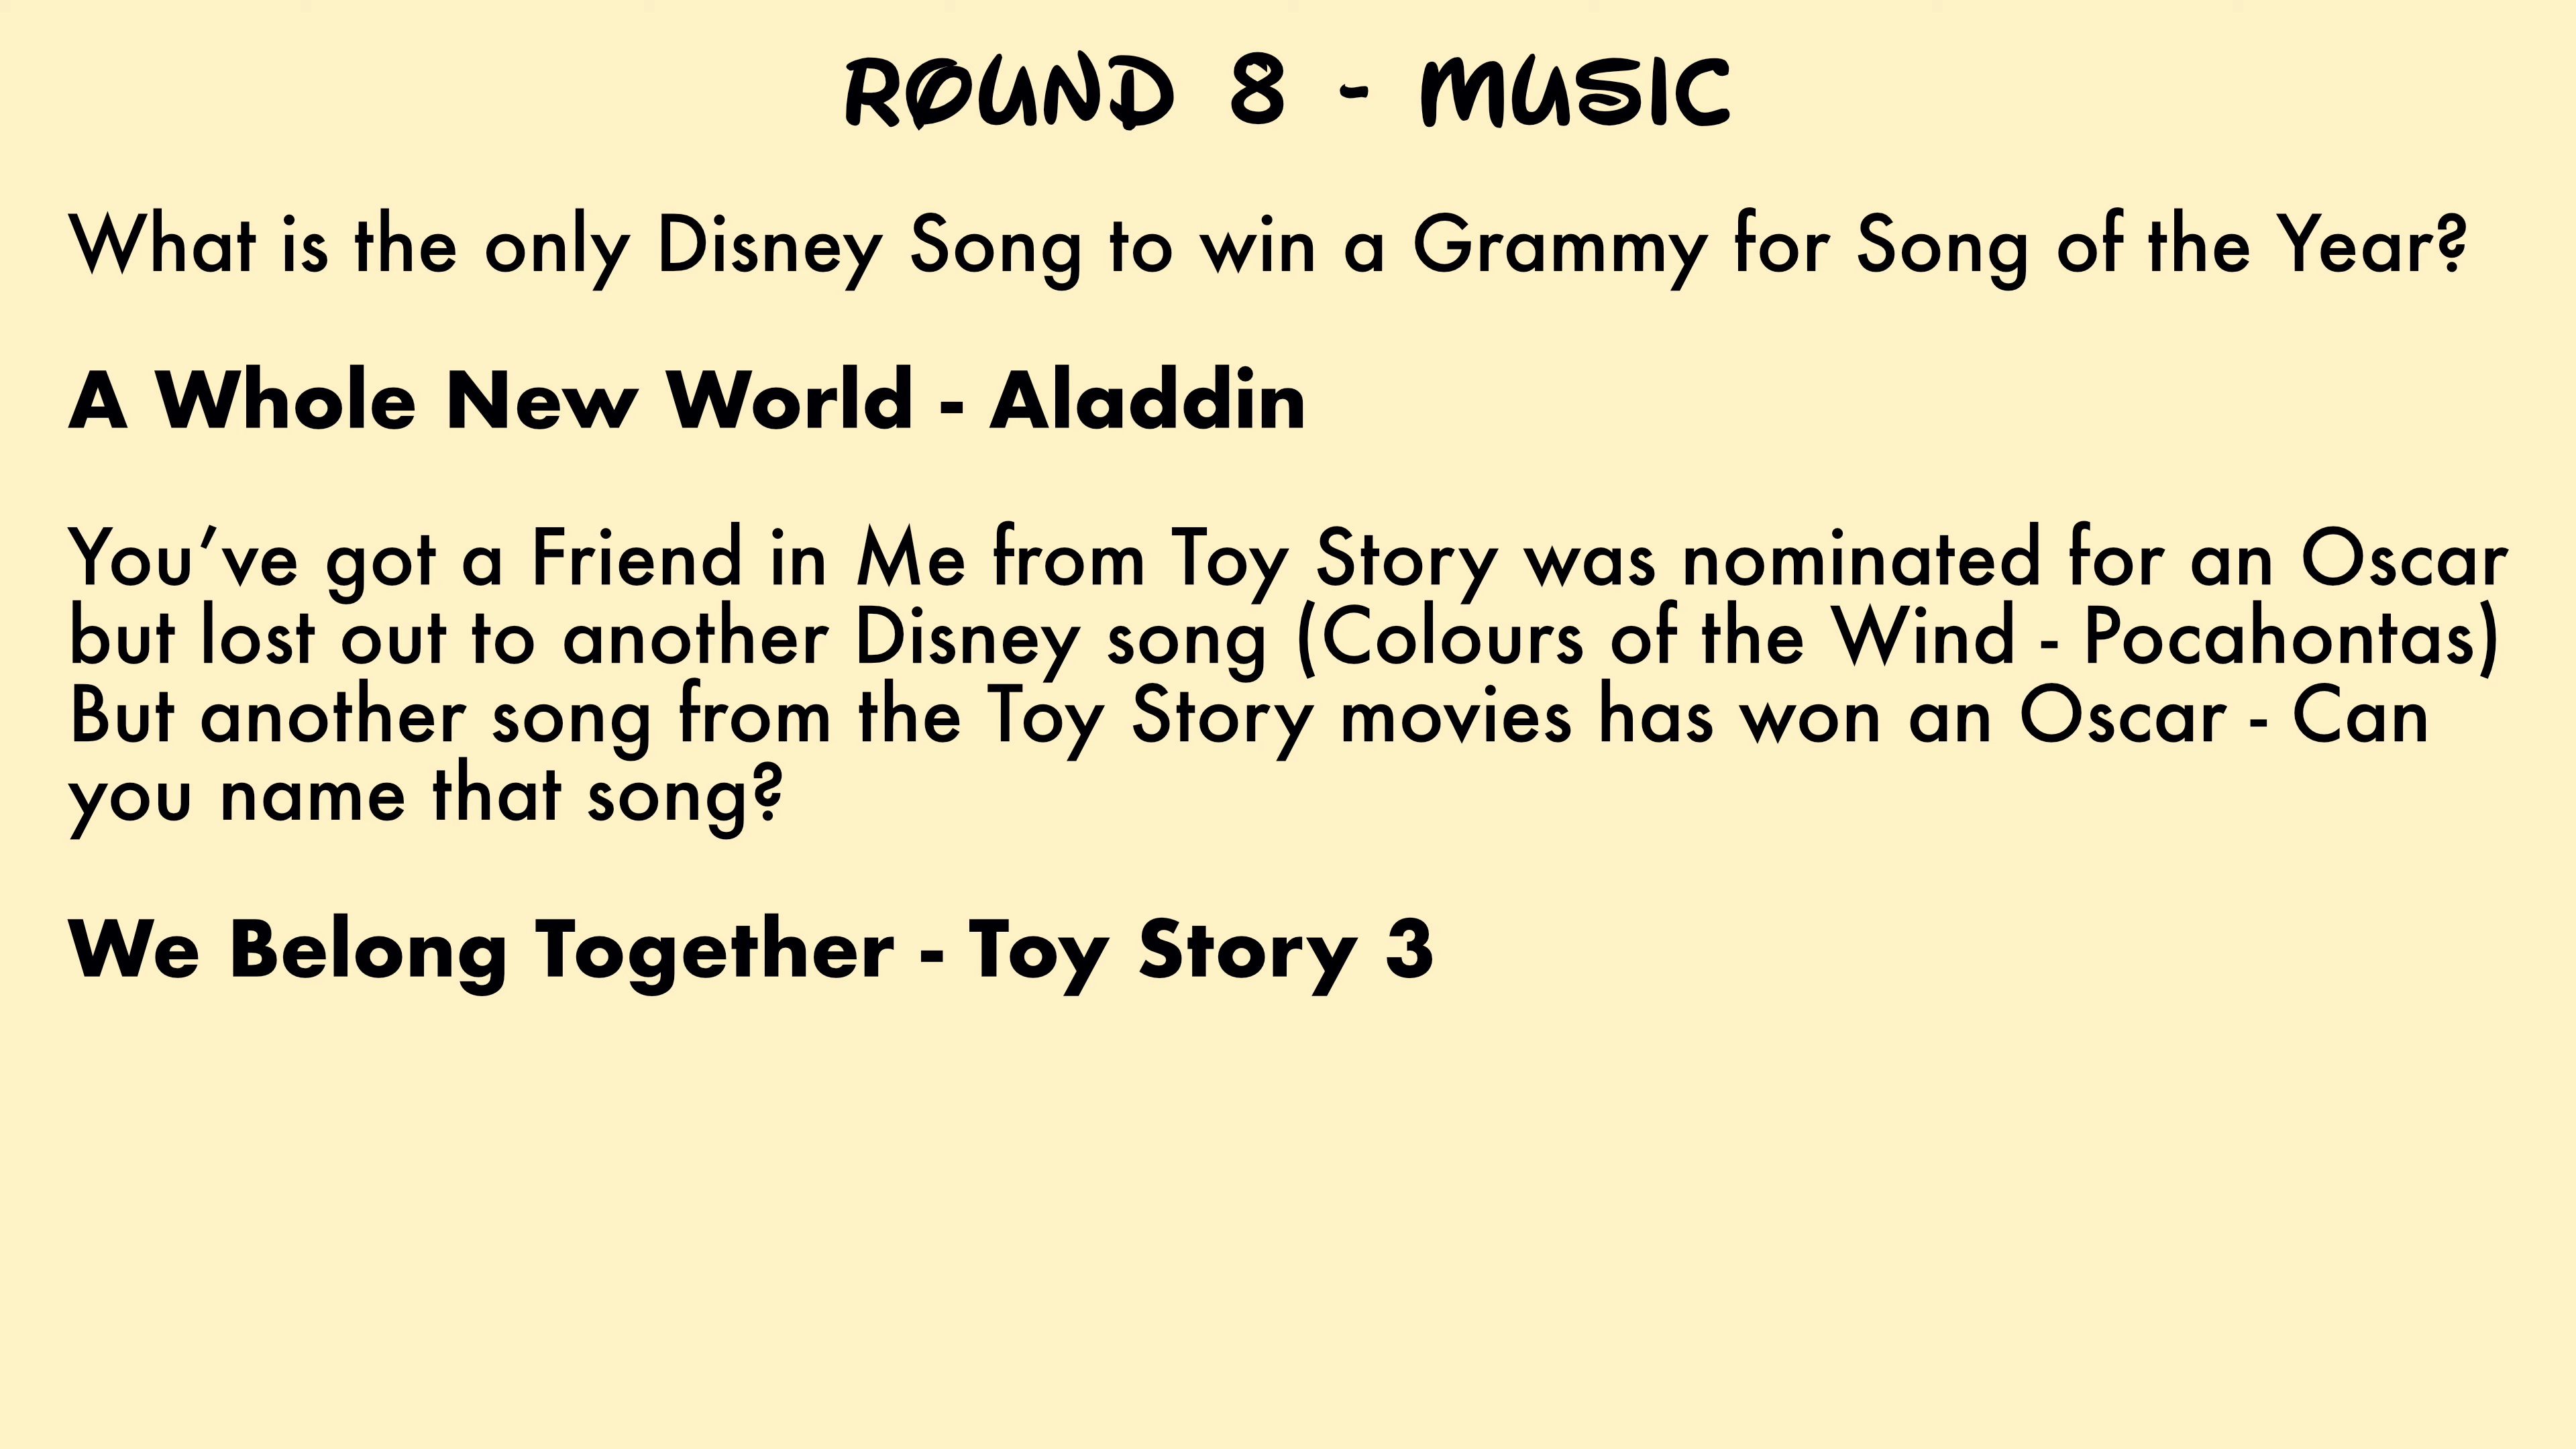 ROUND 8 - MUSIC
What is the only Disney Song to win a Grammy for Song of the Year?
A Whole New World - Aladdin
You’ve got a Friend in Me from Toy Story was nominated for an Oscar
but lost out to another Disney song (Colours of the Wind - Pocahontas)
But another song from the Toy Story movies has won an Oscar - Can
you name that song?
We Belong Together - Toy Story 3